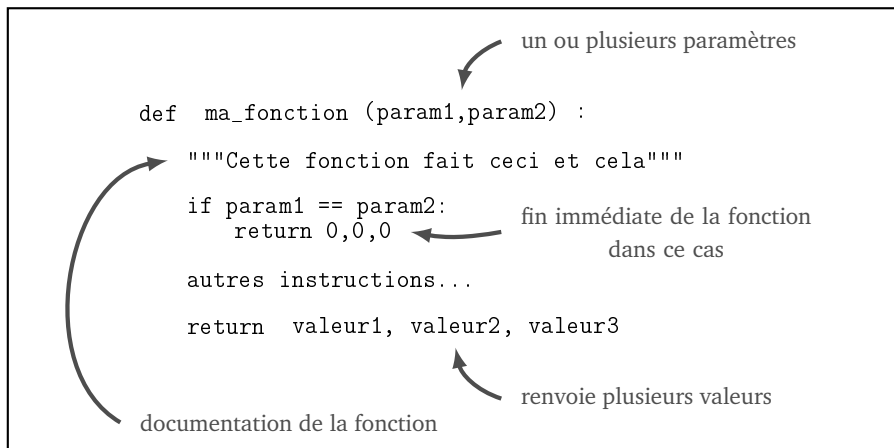 un ou plusieurs paramètres
def ma_fonction (param1,param2) :
"""Cette fonction fait ceci et cela"""
if param1 == param2:
return 0,0,0
fin immédiate de la fonction
dans ce cas
autres instructions...
return valeur1, valeur2, valeur3
renvoie plusieurs valeurs
documentation de la fonction